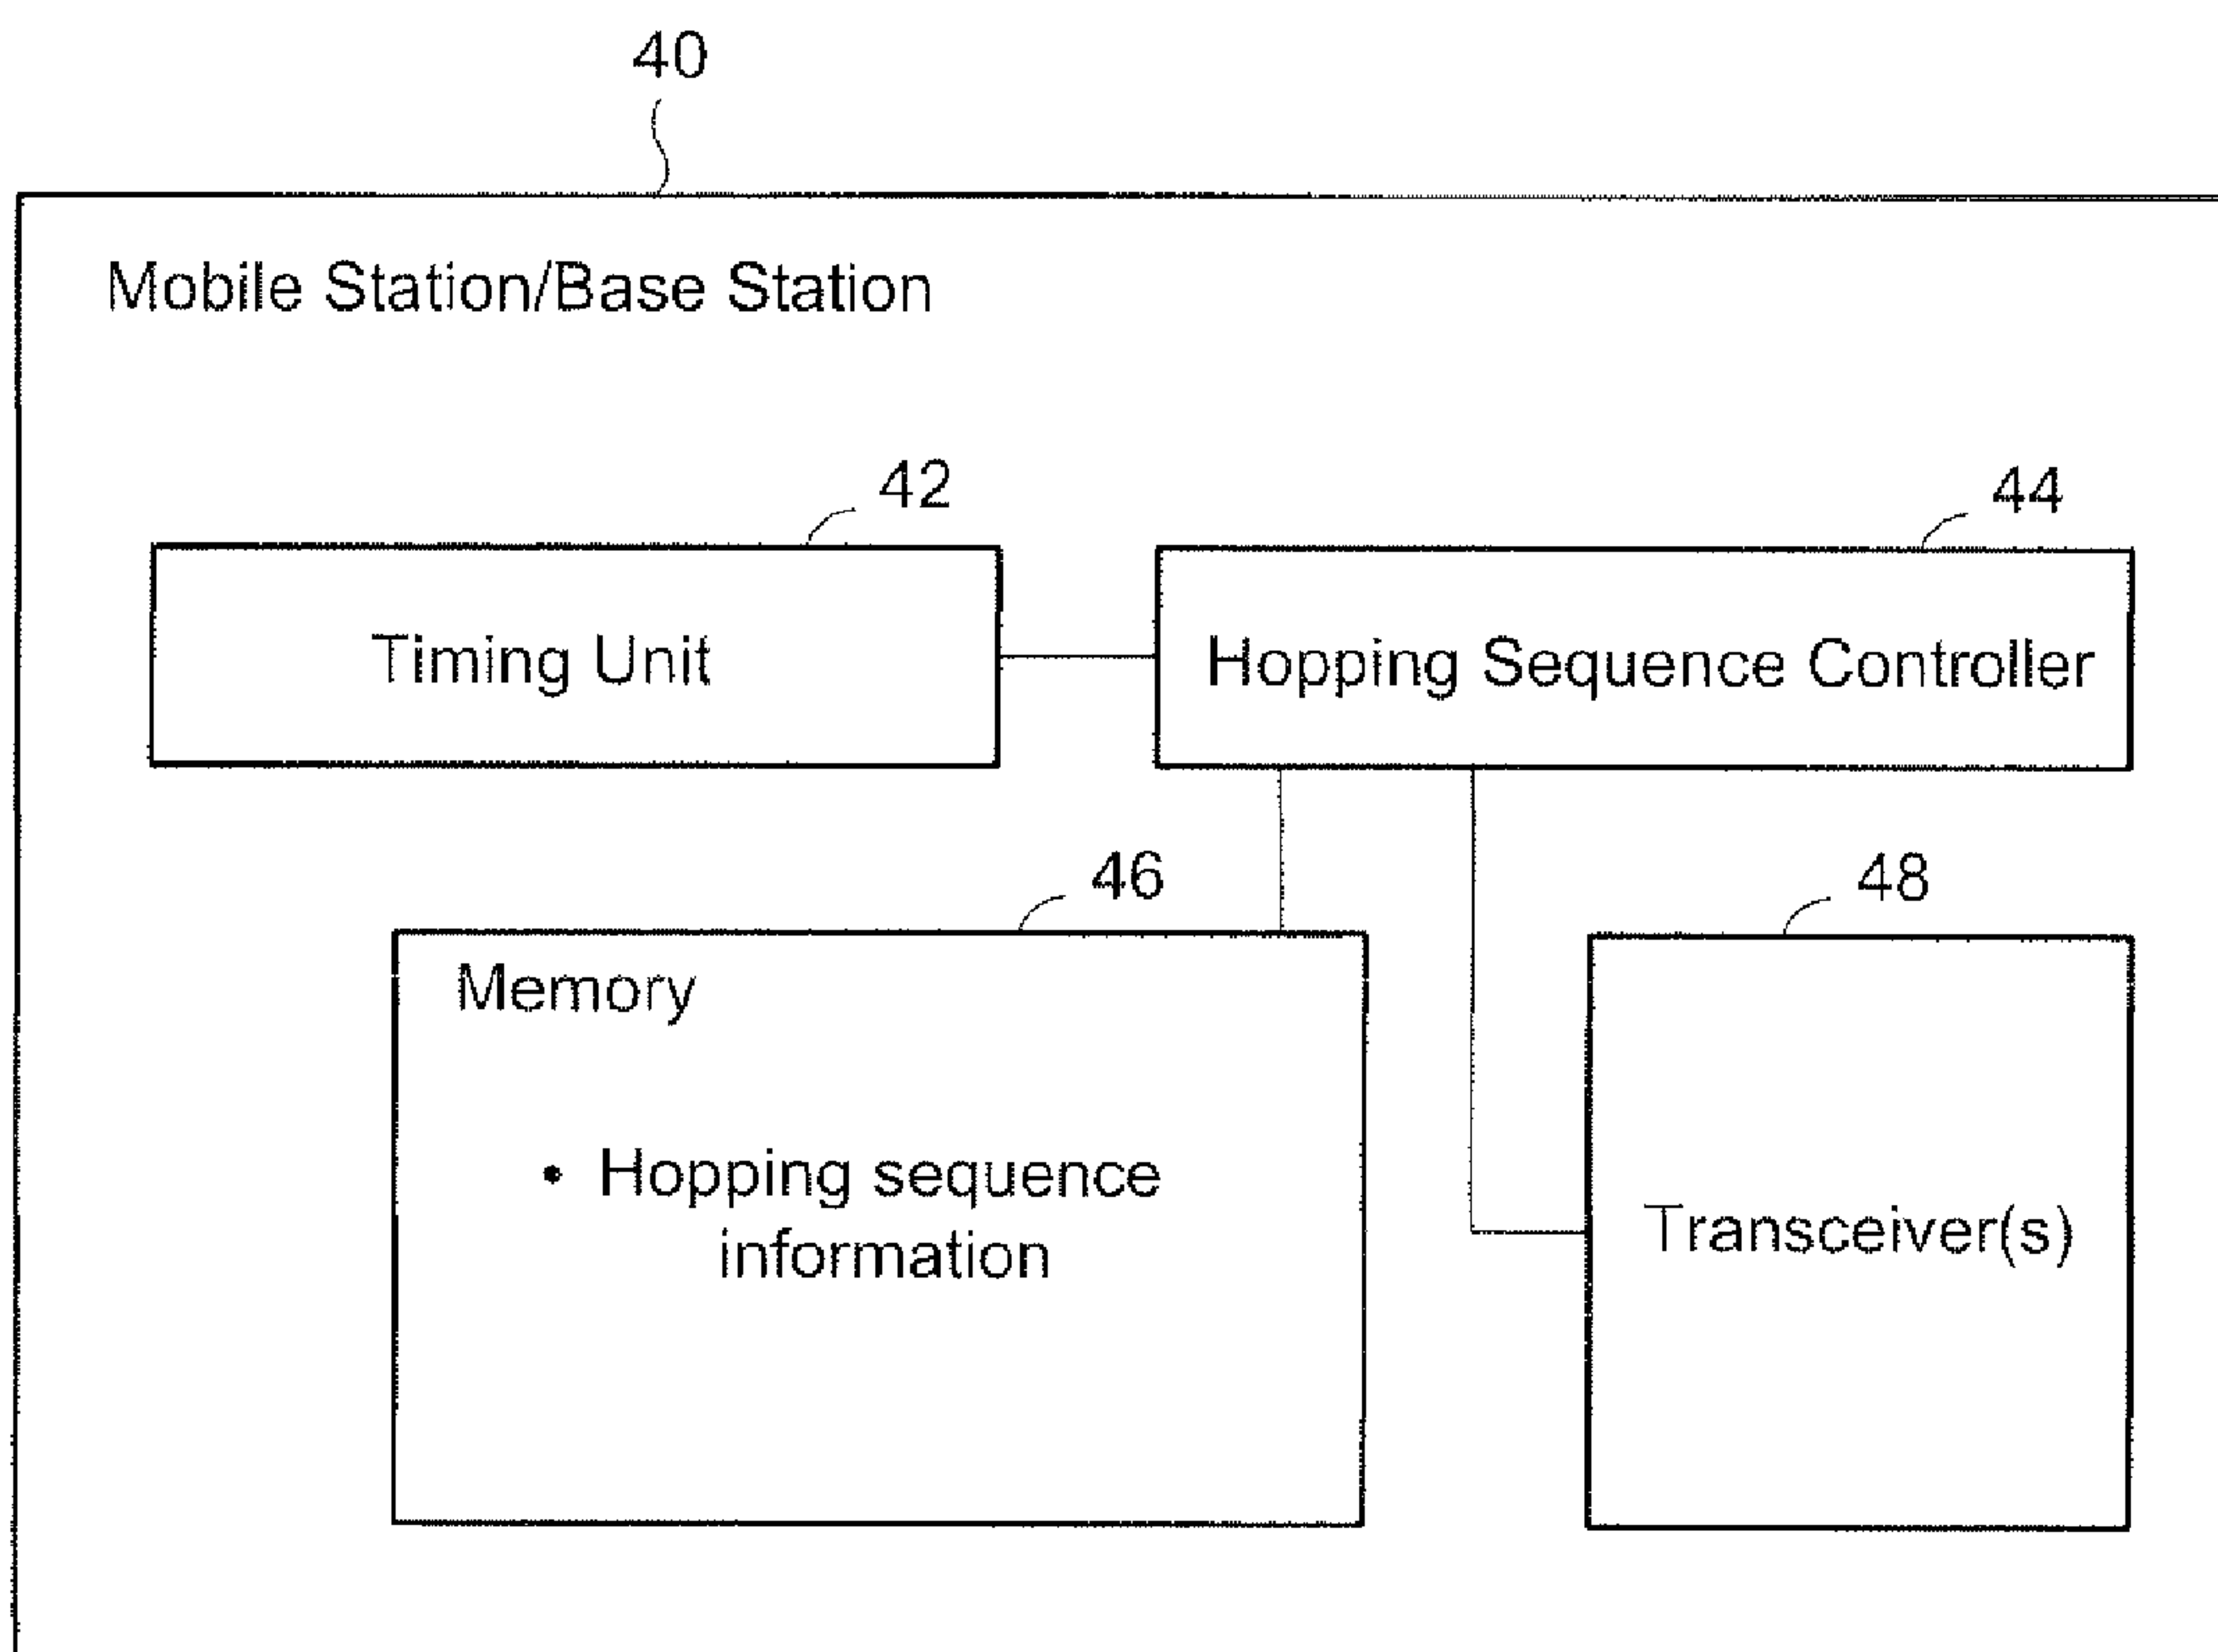 40
Mobile Station/Base Station
42
44
Timing Unit
Hopping Sequence Controller
46
48
Memory
• Hopping sequence
information
Transceiver(s)